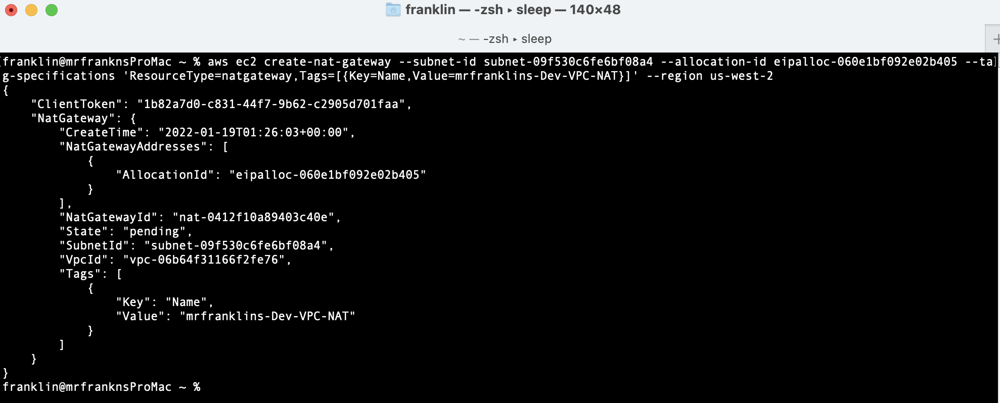 franklin — -zsh ▸ sleep — 140×48
~ — -zsh ▸ sleep
franklin@mrfranknsProMac ~ % aws ec2 create-nat-gateway --subnet-id subnet-09f530c6fe6bf08a4 --allocation-id eipalloc-060e1bf092e02b405 --ta
g-specifications 'ResourceType=natgateway,Tags=[{Key=Name,Value=mrfranklins-Dev-VPC-NAT}]' --region us-west-2
{
    "ClientToken": "1b82a7d0-c831-44f7-9b62-c2905d701faa",
    "NatGateway": {
        "CreateTime": "2022-01-19T01:26:03+00:00",
        "NatGatewayAddresses": [
            {
                "AllocationId": "eipalloc-060e1bf092e02b405"
            }
        ],
        "NatGatewayId": "nat-0412f10a89403c40e",
        "State": "pending",
        "SubnetId": "subnet-09f530c6fe6bf08a4",
        "VpcId": "vpc-06b64f31166f2fe76",
        "Tags": [
            {
                "Key": "Name",
                "Value": "mrfranklins-Dev-VPC-NAT"
            }
        ]
    }
}
franklin@mrfranknsProMac ~ %